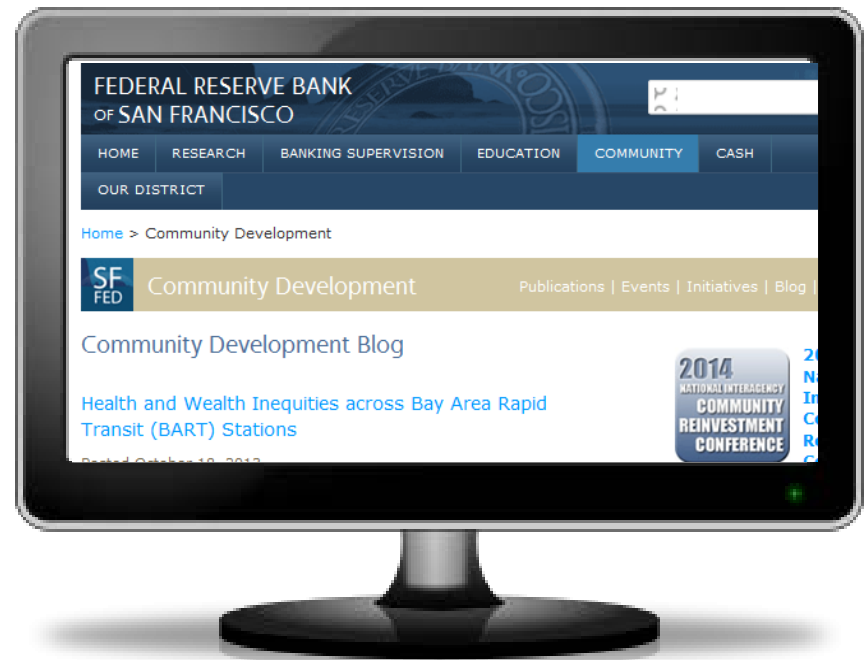 FEDERAL RESERVE BANK
OF SAN FRANCISCO
HOME RESEARCH BANKING SUPERVISION EDUCATION COMMUNITY CASH
OUR DISTRICT
Home > Community Development
SF
FED
Community Development
Publications | Events | Initiatives | Blog |
Community Development Blog
Health and Wealth Inequities across Bay Area Rapid
Transit (BART) Stations
2014
NATIONAL INTERAGENCY
COMMUNITY
REINVESTMENT
CONFERENCE